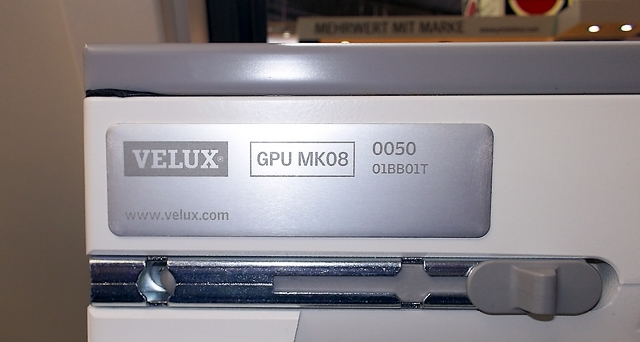 MEHRWERT MIT MARKE
VELUX®
GPU MK08
0050
01BB01T
www.velux.com